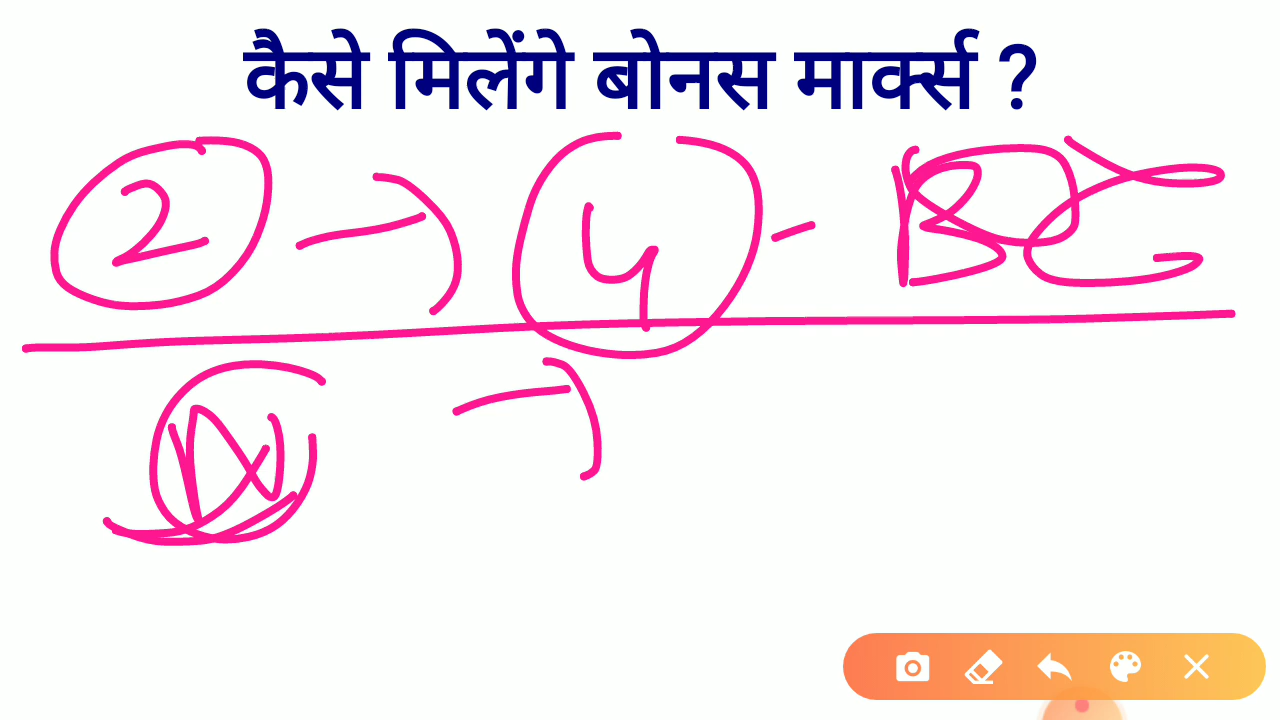 कैसे मिलेंगे बोनस मार्क्स ?
2 → 4 - BC
N →